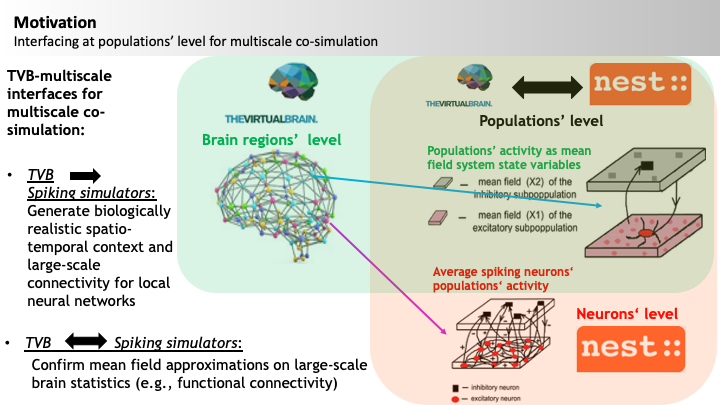 Motivation
Interfacing at populations’ level for multiscale co-simulation
TVB-multiscale
interfaces for
multiscale co-
simulation:
• TVB
Spiking simulators:
Generate biologically
realistic spatio-
temporal context and
large-scale
connectivity for local
neural networks
• TVB Spiking simulators:
Confirm mean field approximations on large-scale
brain statistics (e.g., functional connectivity)
THEVIRTUALBRAIN.
Brain regions’ level
THEVIRTUALBRAIN.
nest::
Populations’ level
Populations’ activity as mean
field system state variables
— mean field (X2) of the
inhibitory subpopulation
— mean field (X1) of the
excitatory subpopulation
Average spiking neurons‘
populations‘ activity
Neurons‘ level
nest::
— inhibitory neuron
— excitatory neuron